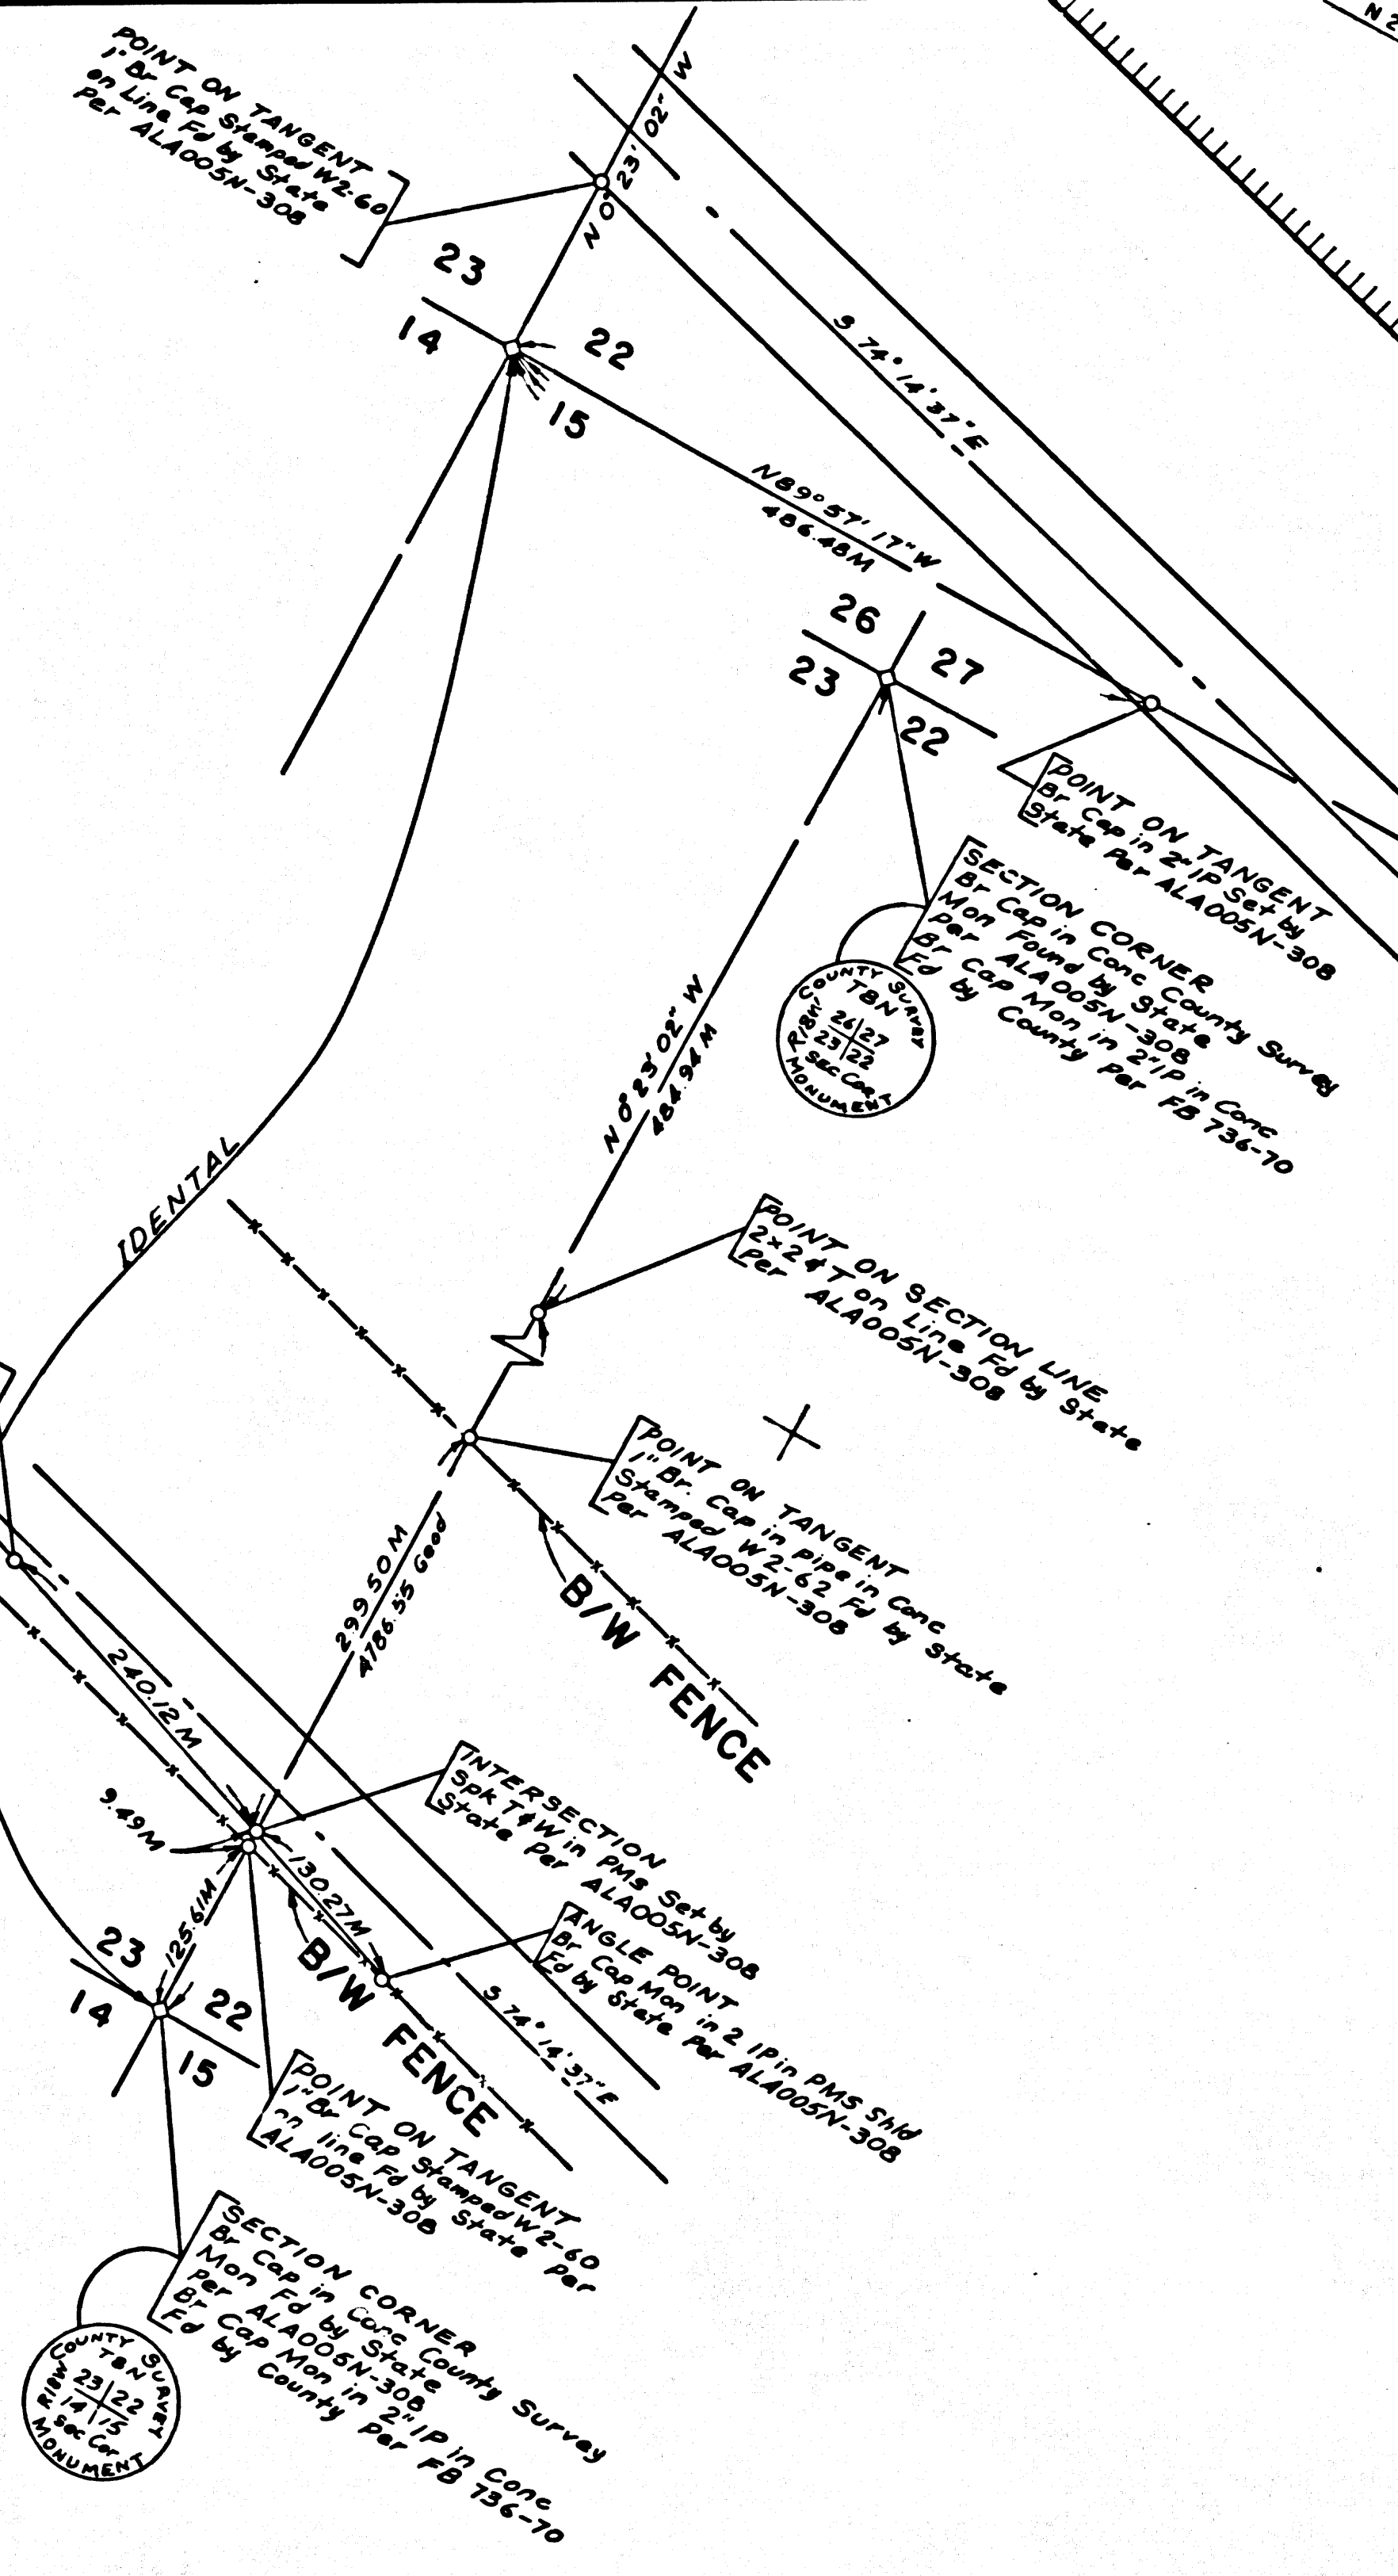 POINT ON TANGENT
1" Br Cap Stamped W2-60
on Line Fd by State
Per ALA005N-308
N 0° 23' 02" W
N 2
23
14
22
15
S 74° 14' 37" E
N89° 57' 17" W
486.48M
26
27
23
22
POINT ON TANGENT
Br Cap in 2" IP Set by
State Per ALA005N-308
SECTION CORNER
Br Cap in Conc County Survey
Mon Found by State
per ALA005N-308
Br Cap Mon in 2" IP in Conc
Fd by County Per FB 736-70
COUNTY SURVEY
T8N
R18W
26 27
23 22
Sec Cor
MONUMENT
N 0° 23' 02" W
484.94 M
IDENTAL
POINT ON SECTION LINE
2x2 & T on Line Fd by State
Per ALA005N-308
POINT ON TANGENT
1" Br. Cap in pipe in Conc
Stamped W2-62 Fd by State
Per ALA005N-308
B/W FENCE
299.50 M
4786.55 Geod
240.12 M
9.49 M
INTERSECTION
Spk T&W in PMS Set by
State Per ALA005N-308
130.27M
125.61M
ANGLE POINT
Br Cap Mon in 2 IP in PMS Shld
Fd by State Per ALA005N-308
B/W FENCE
S 74° 14' 37" E
23
22
14
15
POINT ON TANGENT
1" Br Cap Stamped W2-60
on line Fd by State Per
ALA005N-308
SECTION CORNER
Br Cap in Conc County Survey
Mon Fd by State
per ALA005N-308
Br Cap Mon in 2" IP in Conc
Fd by County Per FB 736-70
COUNTY SURVEY
T8N
R18W
23 22
14 15
Sec Cor
MONUMENT